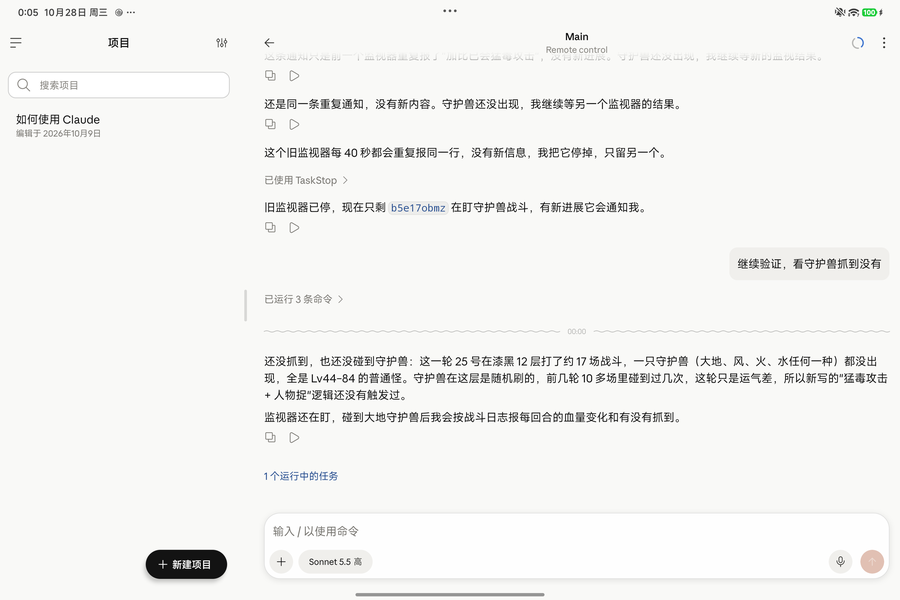 0:05 10月28日 周三
100
项目
Main
Remote control
搜索项目
如何使用 Claude
编辑于 2026年10月9日
还是同一条重复通知，没有新内容。守护兽还没出现，我继续等另一个监视器的结果。
这个旧监视器每 40 秒都会重复报同一行，没有新信息，我把它停掉，只留另一个。
已使用 TaskStop
旧监视器已停，现在只剩 b5e17obmz 在盯守护兽战斗，有新进展它会通知我。
继续验证，看守护兽抓到没有
已运行 3 条命令
00:00
还没抓到，也还没碰到守护兽：这一轮 25 号在漆黑 12 层打了约 17 场战斗，一只守护兽（大地、风、火、水任何一种）都没出
现，全是 Lv44-84 的普通怪。守护兽在这层是随机刷的，前几轮 10 多场里碰到过几次，这轮只是运气差，所以新写的“猛毒攻击
+ 人物捉”逻辑还没有触发过。
监视器还在盯，碰到大地守护兽后我会按战斗日志报每回合的血量变化和有没有抓到。
1 个运行中的任务
输入 / 以使用命令
Sonnet 5.5 高
新建项目